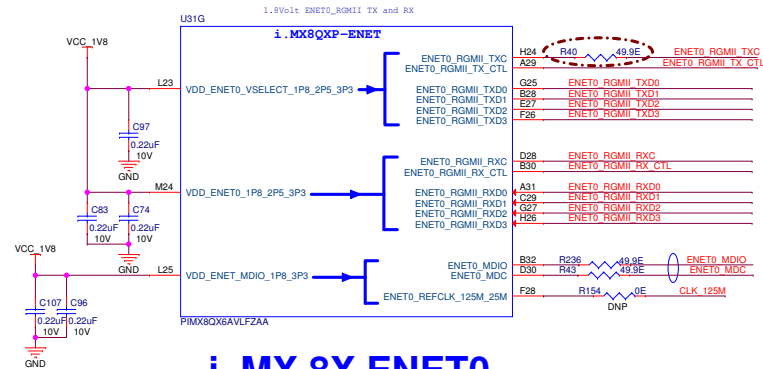 1.8Volt ENET0_RGMII TX and RX
U31G
i.MX8QXP-ENET
VCC_1V8
H24 R40 49.9E ENET0_RGMII_TXC
ENET0_RGMII_TXC
A29 ENET0_RGMII_TX_CTL
ENET0_RGMII_TX_CTL
L23 VDD_ENET0_VSELECT_1P8_2P5_3P3
ENET0_RGMII_TXD0 G25 ENET0_RGMII_TXD0
ENET0_RGMII_TXD1 B28 ENET0_RGMII_TXD1
ENET0_RGMII_TXD2 E27 ENET0_RGMII_TXD2
ENET0_RGMII_TXD3 F26 ENET0_RGMII_TXD3
C97
0.22uF
10V
GND
ENET0_RGMII_RXC D28 ENET0_RGMII_RXC
ENET0_RGMII_RX_CTL B30 ENET0_RGMII_RX_CTL
M24 VDD_ENET0_1P8_2P5_3P3
ENET0_RGMII_RXD0 A31 ENET0_RGMII_RXD0
ENET0_RGMII_RXD1 C29 ENET0_RGMII_RXD1
ENET0_RGMII_RXD2 G27 ENET0_RGMII_RXD2
ENET0_RGMII_RXD3 H26 ENET0_RGMII_RXD3
C83 C74
0.22uF 0.22uF
10V 10V
GND
VCC_1V8
L25 VDD_ENET_MDIO_1P8_3P3
ENET0_MDIO B32 R236 49.9E ENET0_MDIO
ENET0_MDC D30 R43 49.9E ENET0_MDC
ENET0_REFCLK_125M_25M F28 R154 0E CLK_125M
DNP
C107 C96
0.22uF 0.22uF
10V 10V
GND
PIMX8QX6AVLFZAA
i.MX 8X ENET0